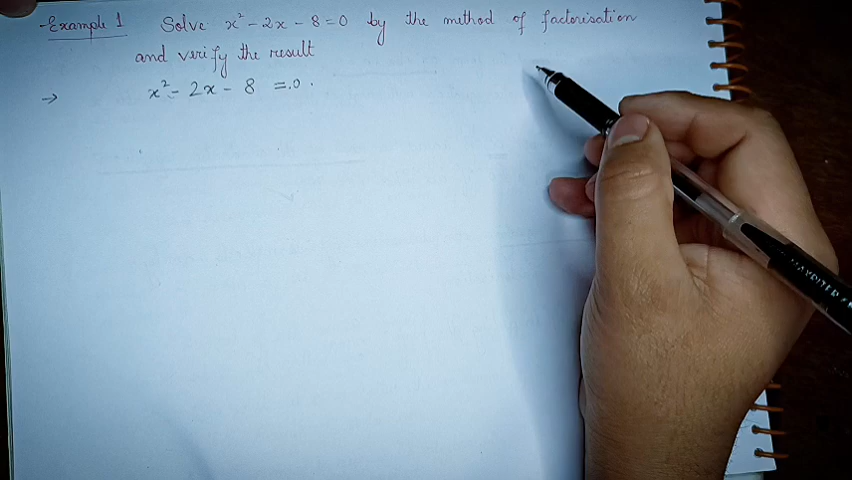 Example 1 Solve x² - 2x - 8 = 0 by the method of factorisation
and verify the result
→ x² - 2x - 8 = 0 .